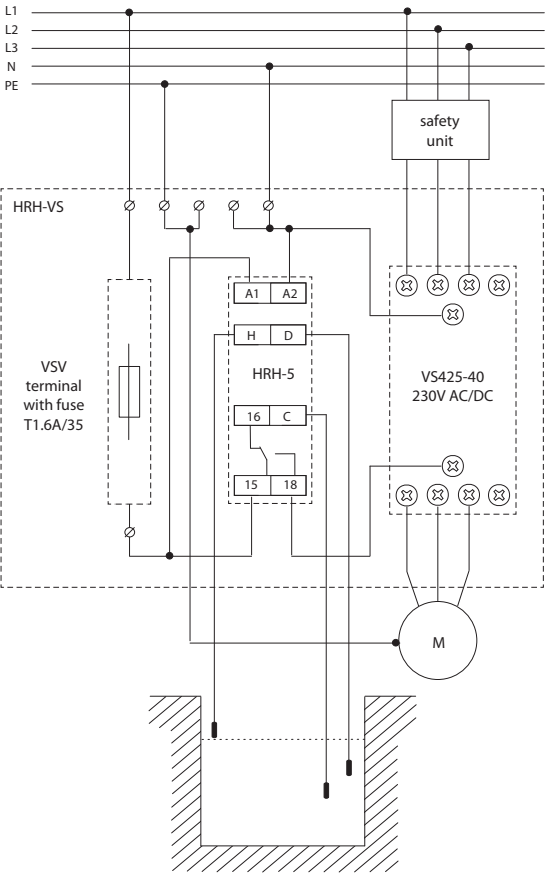 L1
L2
L3
N
PE
safety
unit
HRH-VS
A1 A2
H D
HRH-5
16 C
15 18
VSV
terminal
with fuse
T1.6A/35
VS425-40
230V AC/DC
M